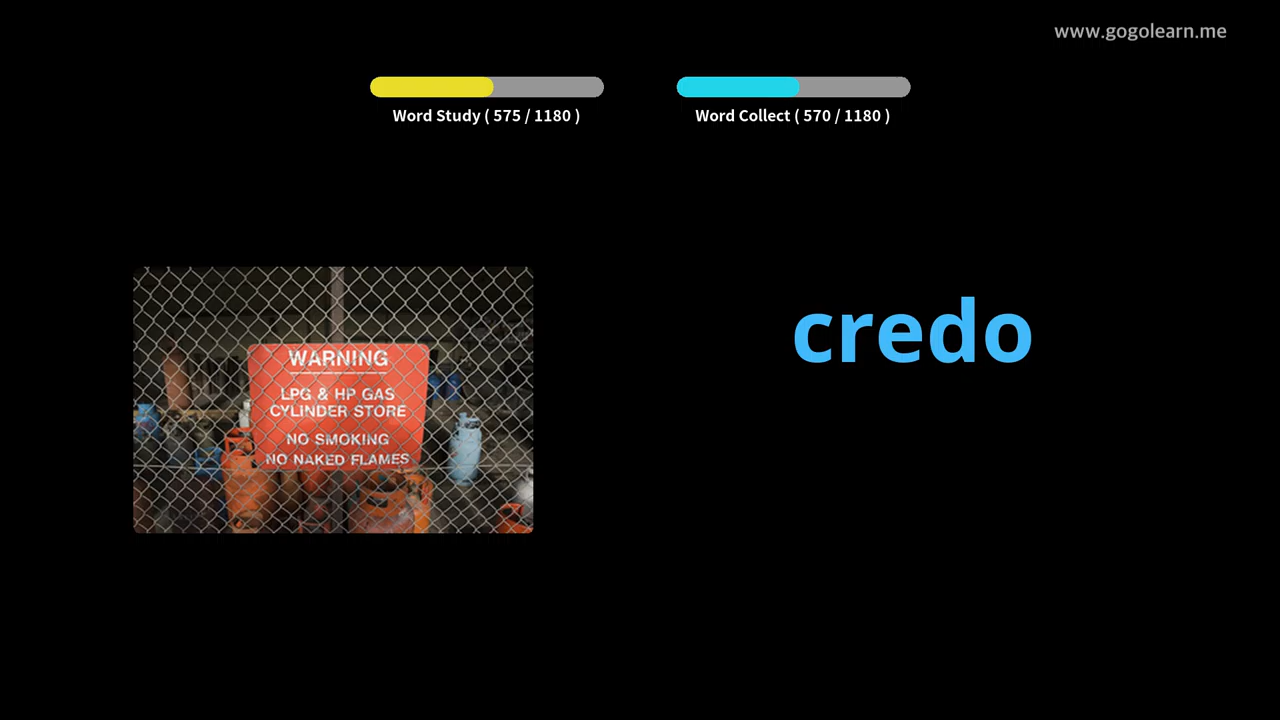 www.gogolearn.me
Word Study ( 575 / 1180 )
Word Collect ( 570 / 1180 )
credo
WARNING
LPG & HP GAS
CYLINDER STORE
NO SMOKING
NO NAKED FLAMES